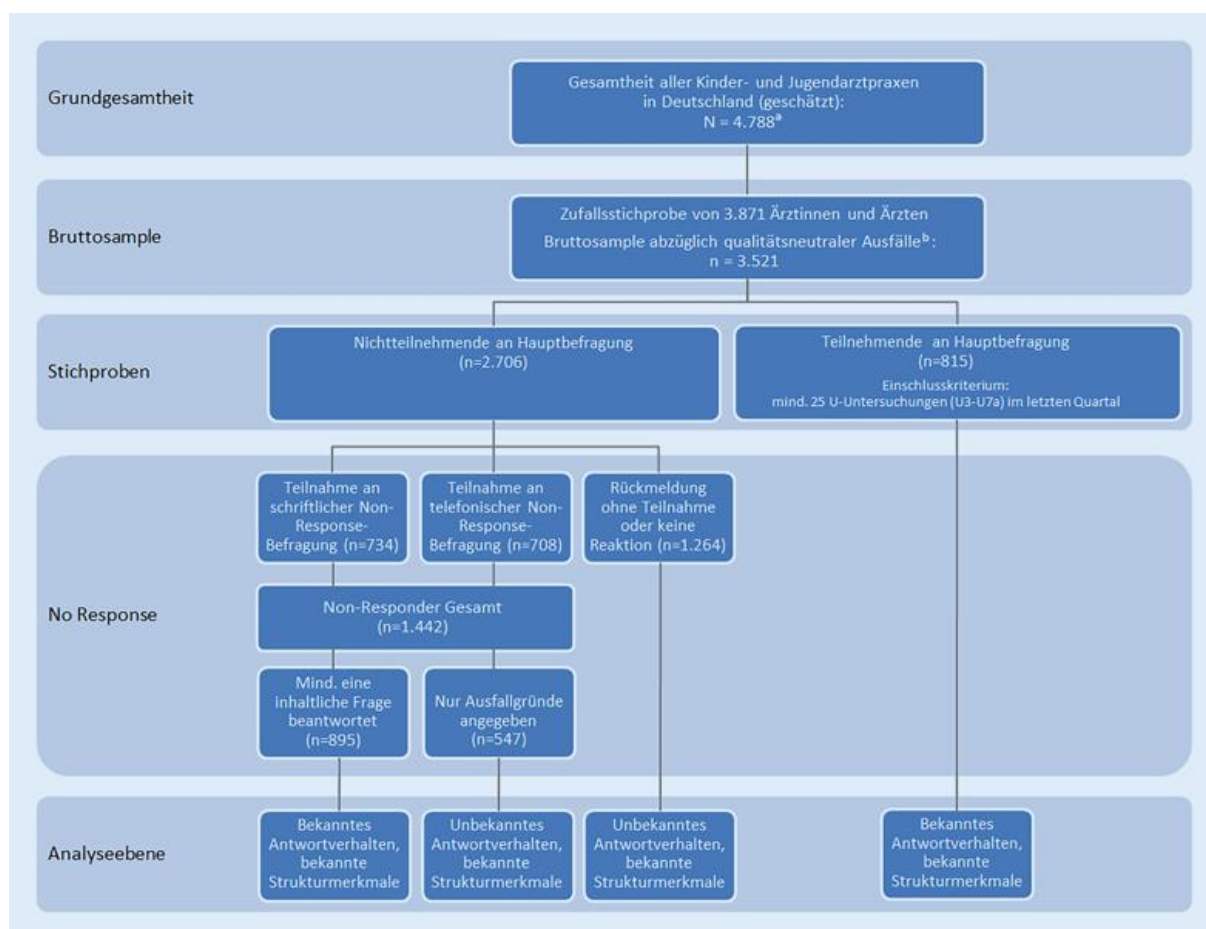 Grundgesamtheit
Gesamtheit aller Kinder- und Jugendarztpraxen
in Deutschland (geschätzt):
N = 4.788ª
Bruttosample
Zufallsstichprobe von 3.871 Ärztinnen und Ärzten
Bruttosample abzüglich qualitätsneutraler Ausfälleᵇ:
n = 3.521
Stichproben
Nichtteilnehmende an Hauptbefragung
(n=2.706)
Teilnehmende an Hauptbefragung
(n=815)
Einschlusskriterium:
mind. 25 U-Untersuchungen (U3-U7a) im letzten Quartal
No Response
Teilnahme an
schriftlicher Non-
Response-
Befragung (n=734)
Teilnahme an
telefonischer Non-
Response-
Befragung (n=708)
Rückmeldung
ohne Teilnahme
oder keine
Reaktion (n=1.264)
Non-Responder Gesamt
(n=1.442)
Mind. eine
inhaltliche Frage
beantwortet
(n=895)
Nur Ausfallgründe
angegeben
(n=547)
Analyseebene
Bekanntes
Antwortverhalten,
bekannte
Strukturmerkmale
Unbekanntes
Antwortverhalten,
bekannte
Strukturmerkmale
Unbekanntes
Antwortverhalten,
bekannte
Strukturmerkmale
Bekanntes
Antwortverhalten,
bekannte
Strukturmerkmale